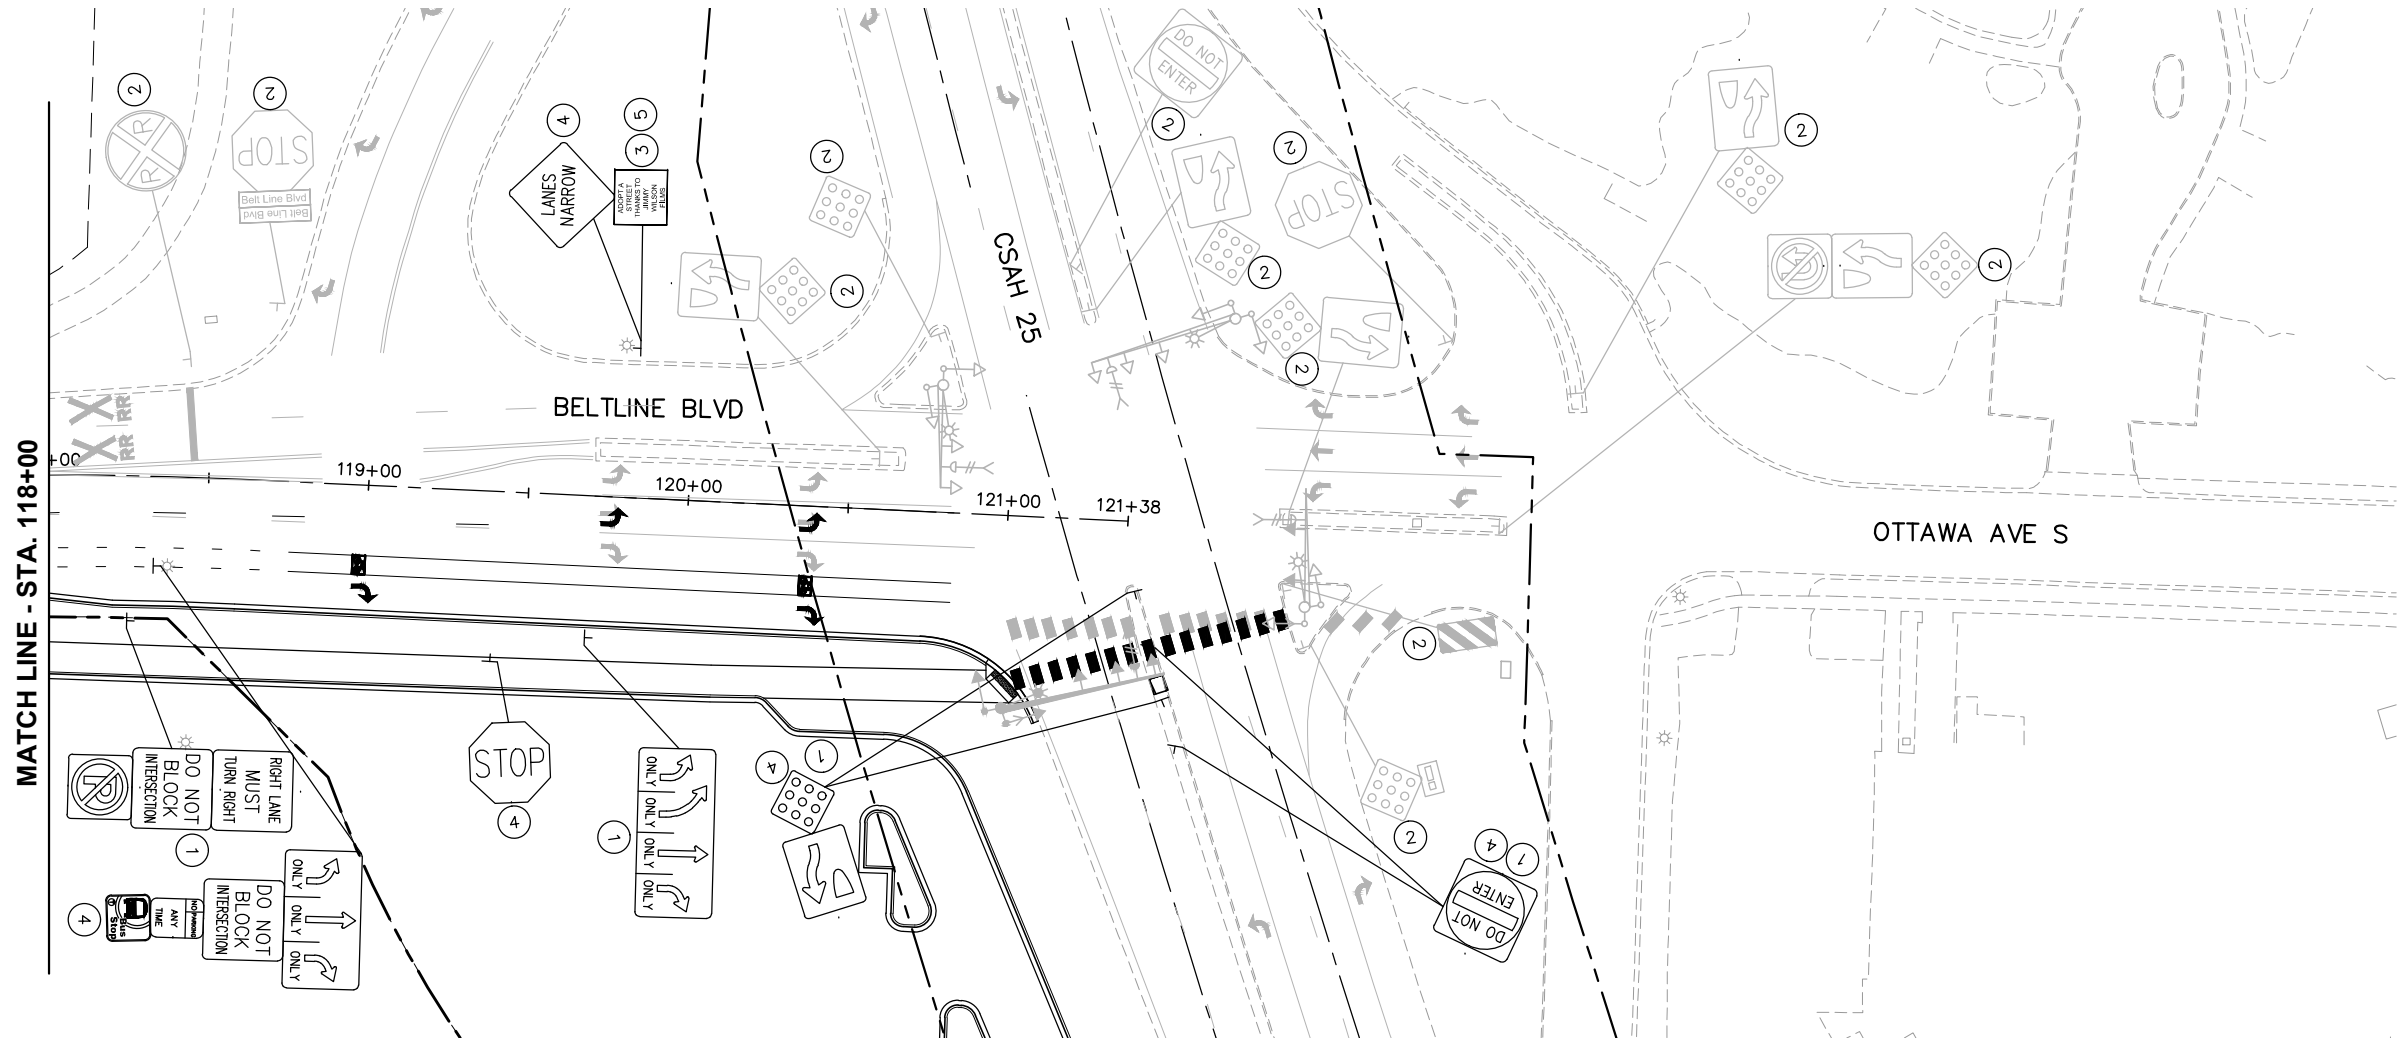 MATCH LINE - STA. 118+00
2
R R
2
STOP
Belt Line Blvd
Belt Line Blvd
4
LANES
NARROW
5
3
ADOPT A
STREET
THANKS TO
JIMMY
WILSON
FILMS
2
2
CSAH 25
DO NOT
ENTER
2
2
STOP
2
2
2
2
BELTLINE BLVD
RR
RR
+00
119+00
120+00
121+00
121+38
OTTAWA AVE S
2
DO NOT
BLOCK
INTERSECTION
RIGHT LANE
MUST
TURN RIGHT
1
STOP
4
ONLY
ONLY
ONLY
ONLY
1
1
4
2
4
1
DO NOT
ENTER
4
Bus
Stop
NO PARKING
ANY
TIME
DO NOT
BLOCK
INTERSECTION
ONLY
ONLY
ONLY